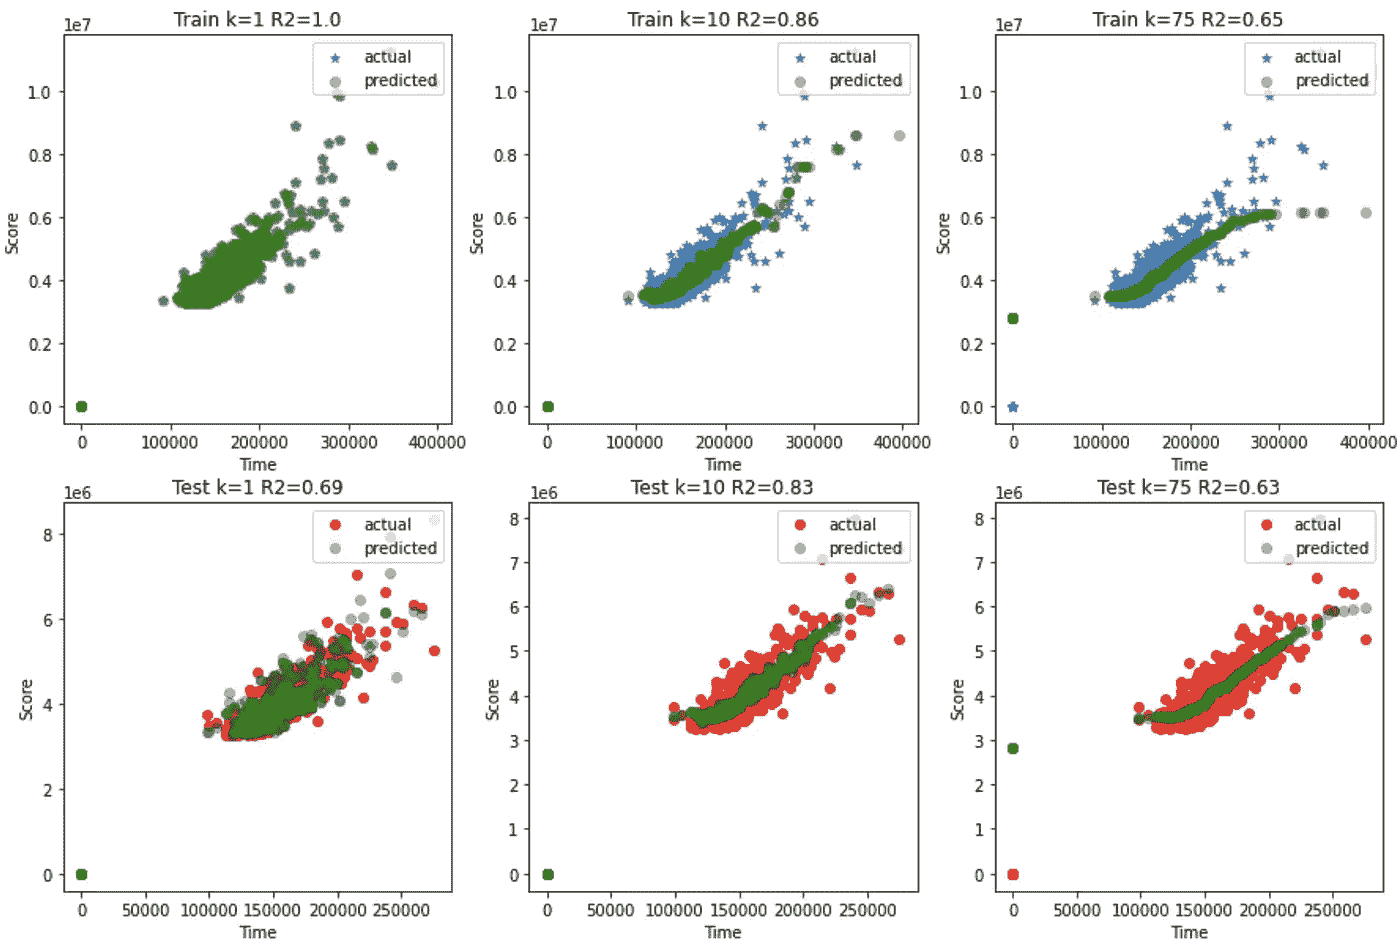 Train k=1 R2=1.0
1e7
actual
predicted
1.0
0.8
0.6
0.4
0.2
0.0
Score
0
100000
200000
300000
400000
Time
Train k=10 R2=0.86
1e7
actual
predicted
1.0
0.8
0.6
0.4
0.2
0.0
Score
0
100000
200000
300000
400000
Time
Train k=75 R2=0.65
1e7
actual
predicted
1.0
0.8
0.6
0.4
0.2
0.0
Score
0
100000
200000
300000
400000
Time
Test k=1 R2=0.69
1e6
actual
predicted
8
6
4
2
0
Score
0
50000
100000
150000
200000
250000
Time
Test k=10 R2=0.83
1e6
actual
predicted
8
7
6
5
4
3
2
1
0
Score
0
50000
100000
150000
200000
250000
Time
Test k=75 R2=0.63
1e6
actual
predicted
8
7
6
5
4
3
2
1
0
Score
0
50000
100000
150000
200000
250000
Time